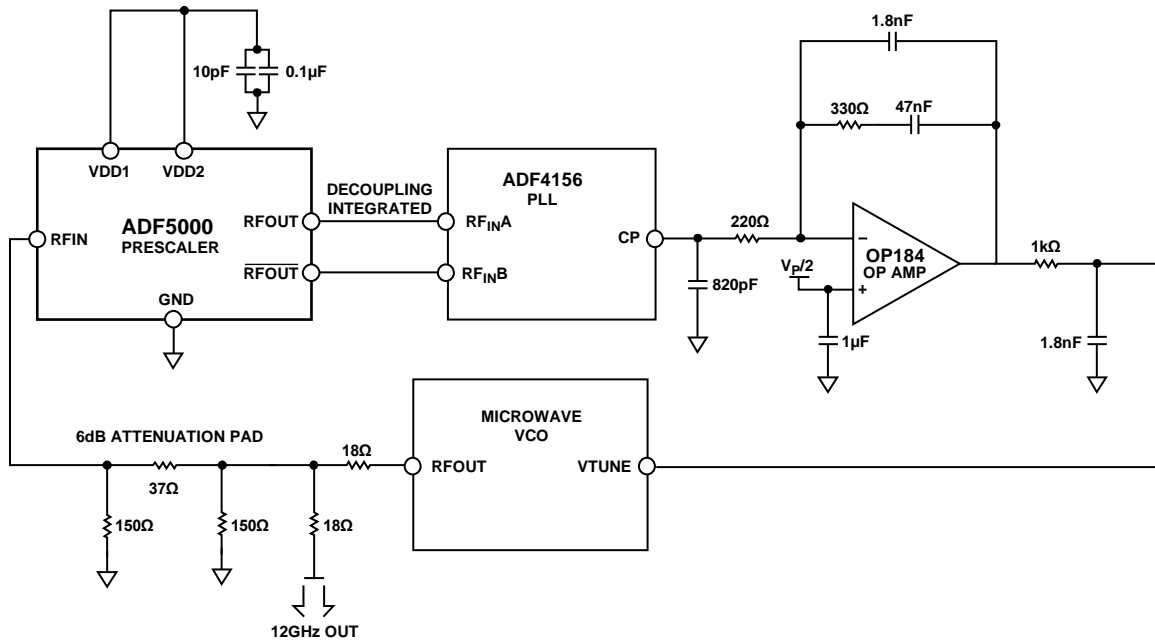 1.8nF
10pF
0.1µF
330Ω
47nF
VDD1
VDD2
ADF5000
PRESCALER
RFIN
RFOUT
RFOUT
GND
DECOUPLING
INTEGRATED
ADF4156
PLL
RFINA
RFINB
CP
220Ω
820pF
VP/2
OP184
OP AMP
−
+
1µF
1kΩ
1.8nF
6dB ATTENUATION PAD
37Ω
150Ω
150Ω
18Ω
18Ω
12GHz OUT
MICROWAVE
VCO
RFOUT
VTUNE